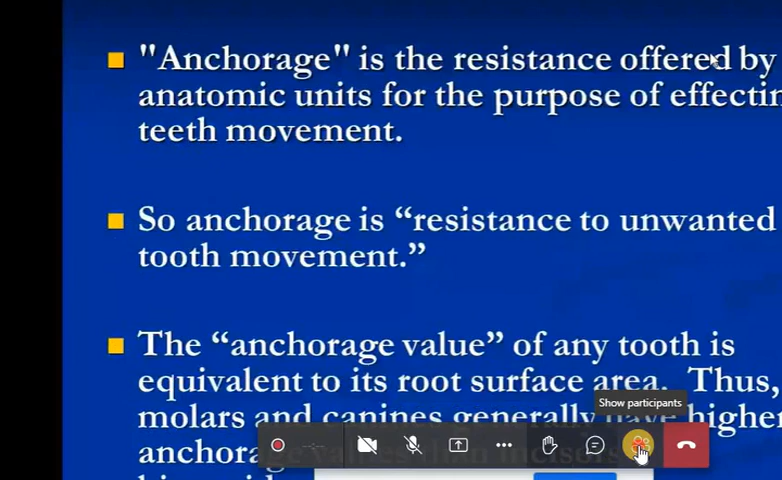 "Anchorage" is the resistance offered by
anatomic units for the purpose of effectin
teeth movement.
So anchorage is “resistance to unwanted
tooth movement.”
The “anchorage value” of any tooth is
equivalent to its root surface area. Thus,
Show participants
molars and canines generally have higher
anchorage